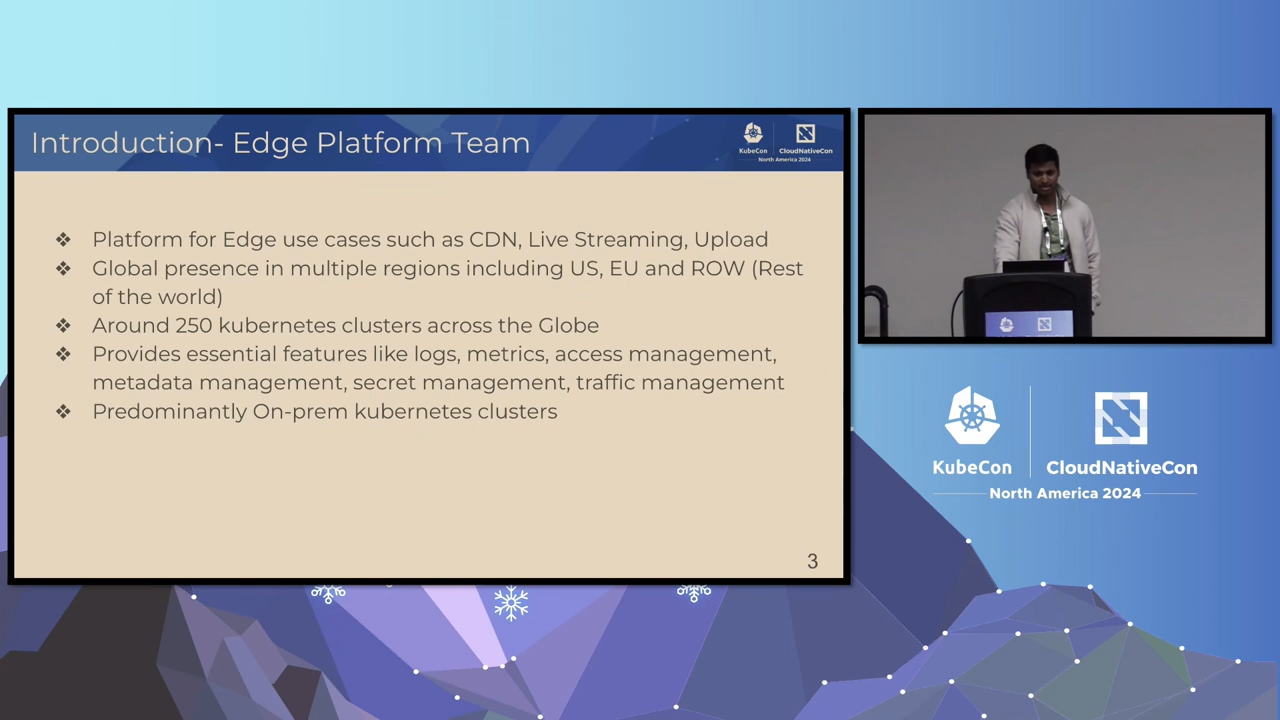 Introduction- Edge Platform Team
KubeCon
CloudNativeCon
North America 2024
❖ Platform for Edge use cases such as CDN, Live Streaming, Upload
❖ Global presence in multiple regions including US, EU and ROW (Rest
of the world)
❖ Around 250 kubernetes clusters across the Globe
❖ Provides essential features like logs, metrics, access management,
metadata management, secret management, traffic management
❖ Predominantly On-prem kubernetes clusters
3
KubeCon
CloudNativeCon
North America 2024